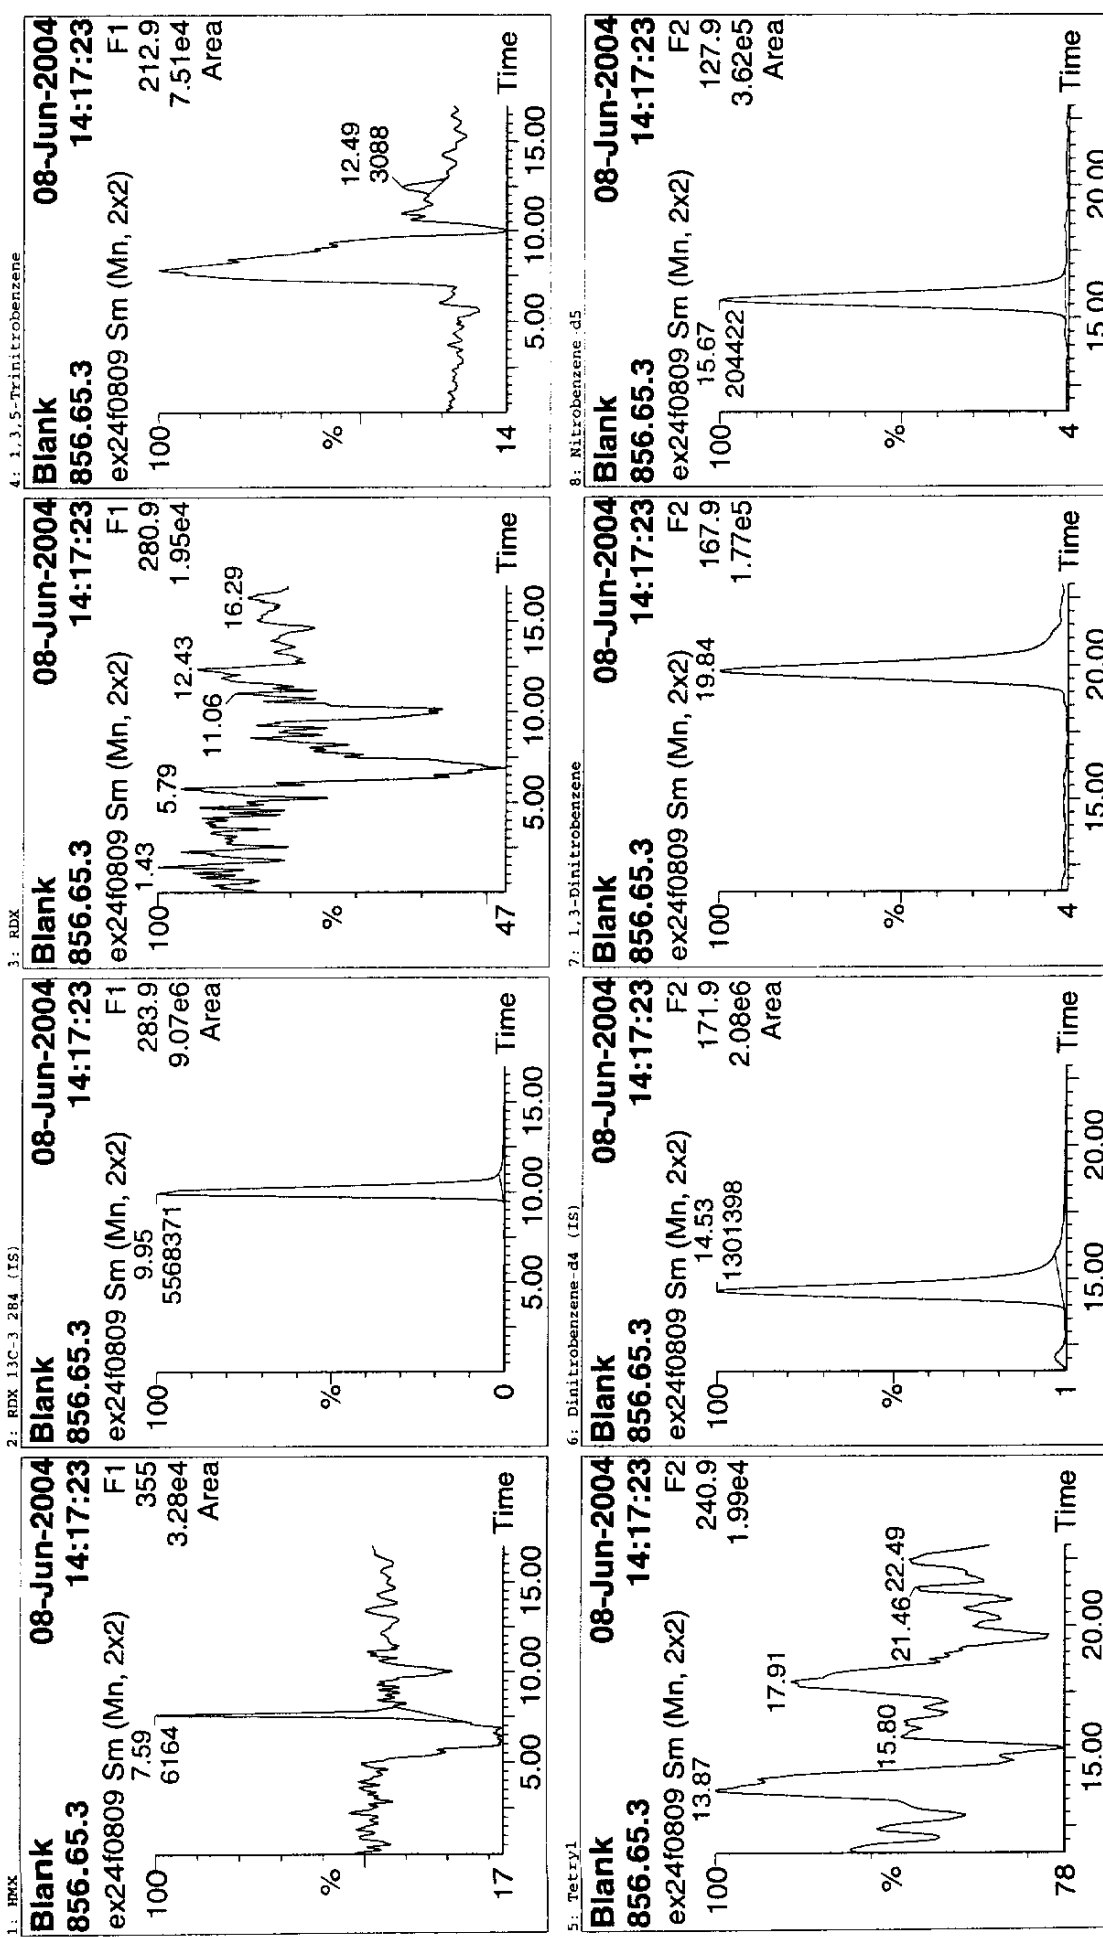 1: HMX
Blank 08-Jun-2004
856.65.3 14:17:23
ex24f0809 Sm (Mn, 2x2) F1
7.59 355
6164 3.28e4
Area
100
%
17
5.00 10.00 15.00 Time
2: RDX 13C-3 284 (IS)
Blank 08-Jun-2004
856.65.3 14:17:23
ex24f0809 Sm (Mn, 2x2) F1
9.95 283.9
5568371 9.07e6
Area
100
%
0
5.00 10.00 15.00 Time
3: RDX
Blank 08-Jun-2004
856.65.3 14:17:23
ex24f0809 Sm (Mn, 2x2) F1
280.9
1.95e4
100
1.43 5.79 12.43
11.06 16.29
%
47
5.00 10.00 15.00 Time
4: 1,3,5-Trinitrobenzene
Blank 08-Jun-2004
856.65.3 14:17:23
ex24f0809 Sm (Mn, 2x2) F1
212.9
7.51e4
Area
100
12.49
3088
%
14
5.00 10.00 15.00 Time
5: Tetryl
Blank 08-Jun-2004
856.65.3 14:17:23
ex24f0809 Sm (Mn, 2x2) F2
240.9
1.99e4
100
13.87
17.91
15.80 21.46 22.49
%
78
15.00 20.00 Time
6: Dinitrobenzene-d4 (IS)
Blank 08-Jun-2004
856.65.3 14:17:23
ex24f0809 Sm (Mn, 2x2) F2
14.53 171.9
1301398 2.08e6
Area
100
%
1
15.00 20.00 Time
7: 1,3-Dinitrobenzene
Blank 08-Jun-2004
856.65.3 14:17:23
ex24f0809 Sm (Mn, 2x2) F2
19.84 167.9
1.77e5
100
%
4
15.00 20.00 Time
8: Nitrobenzene-d5
Blank 08-Jun-2004
856.65.3 14:17:23
ex24f0809 Sm (Mn, 2x2) F2
15.67 127.9
204422 3.62e5
Area
100
%
4
15.00 20.00 Time